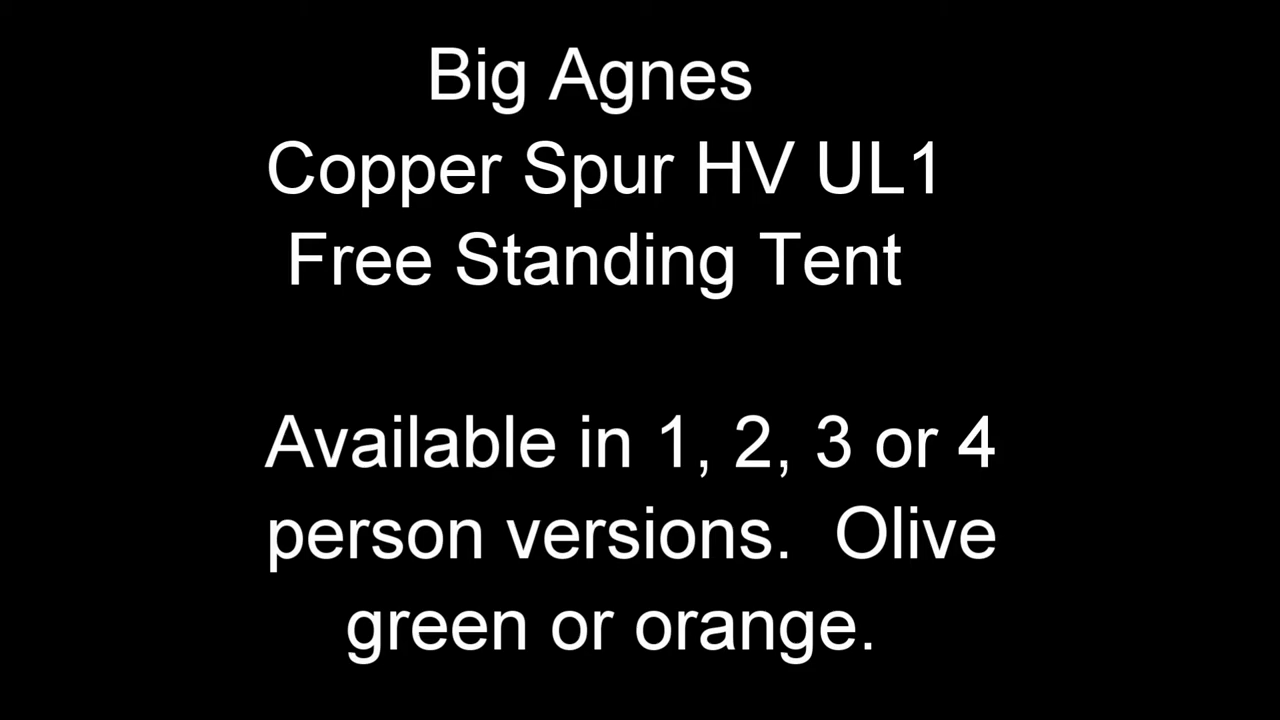 Big Agnes
Copper Spur HV UL1
Free Standing Tent
Available in 1, 2, 3 or 4
person versions.  Olive
green or orange.